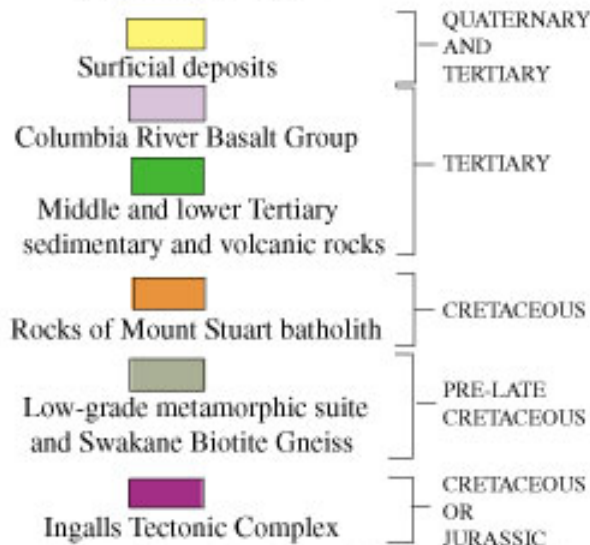 QUATERNARY
AND
TERTIARY
Surficial deposits
Columbia River Basalt Group
TERTIARY
Middle and lower Tertiary
sedimentary and volcanic rocks
Rocks of Mount Stuart batholith
CRETACEOUS
Low-grade metamorphic suite
and Swakane Biotite Gneiss
PRE-LATE
CRETACEOUS
Ingalls Tectonic Complex
CRETACEOUS
OR
JURASSIC